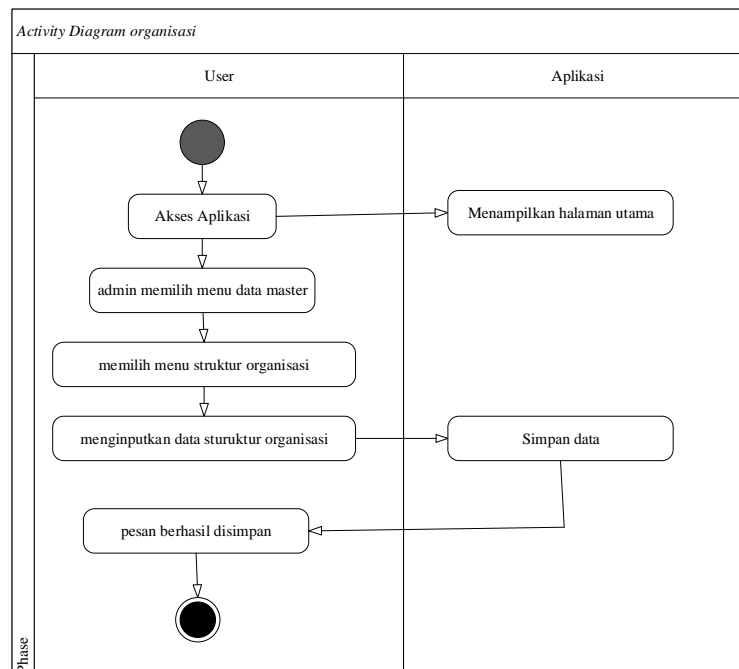 Activity Diagram organisasi
User
Aplikasi
Akses Aplikasi
Menampilkan halaman utama
admin memilih menu data master
memilih menu struktur organisasi
menginputkan data sturuktur organisasi
Simpan data
pesan berhasil disimpan
Phase